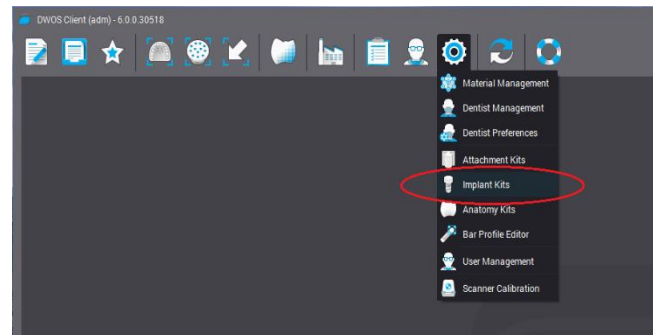 DWOS Client (adm) - 6.0.0.30518
Material Management
Dentist Management
Dentist Preferences
Attachment Kits
Implant Kits
Anatomy Kits
Bar Profile Editor
User Management
Scanner Calibration